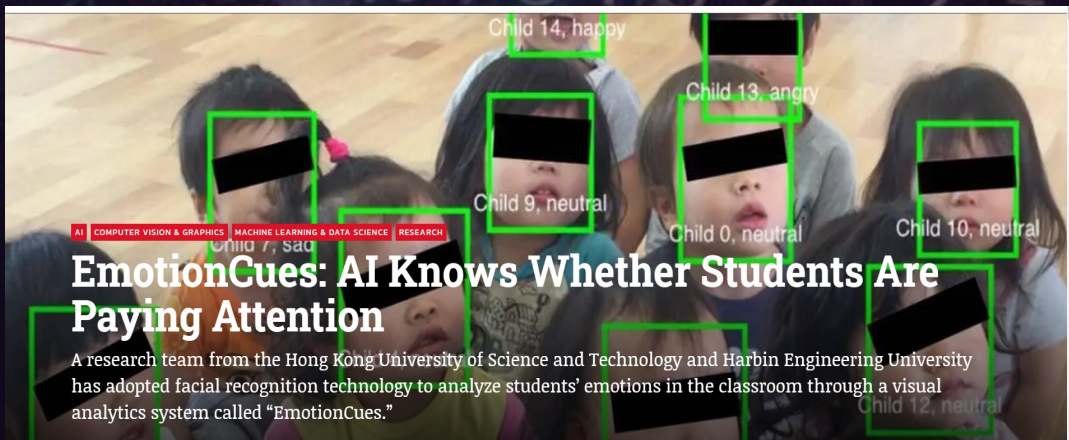 Child 14, happy
Child 13, angry
Child 9, neutral
Child 0, neutral
Child 10, neutral
Child 7, sad
AI COMPUTER VISION & GRAPHICS MACHINE LEARNING & DATA SCIENCE RESEARCH
EmotionCues: AI Knows Whether Students Are
Paying Attention
A research team from the Hong Kong University of Science and Technology and Harbin Engineering University
has adopted facial recognition technology to analyze students’ emotions in the classroom through a visual
analytics system called “EmotionCues.”
Child 12, neutral